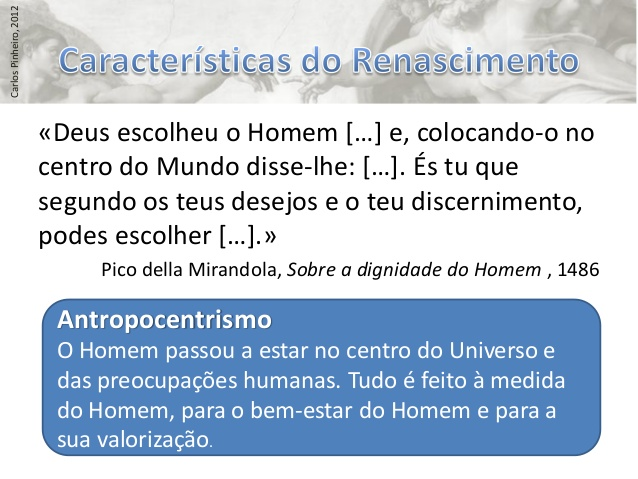 Carlos Pinheiro, 2012
Características do Renascimento
«Deus escolheu o Homem […] e, colocando-o no
centro do Mundo disse-lhe: […]. És tu que
segundo os teus desejos e o teu discernimento,
podes escolher […].»
Pico della Mirandola, Sobre a dignidade do Homem , 1486
Antropocentrismo
O Homem passou a estar no centro do Universo e
das preocupações humanas. Tudo é feito à medida
do Homem, para o bem-estar do Homem e para a
sua valorização.